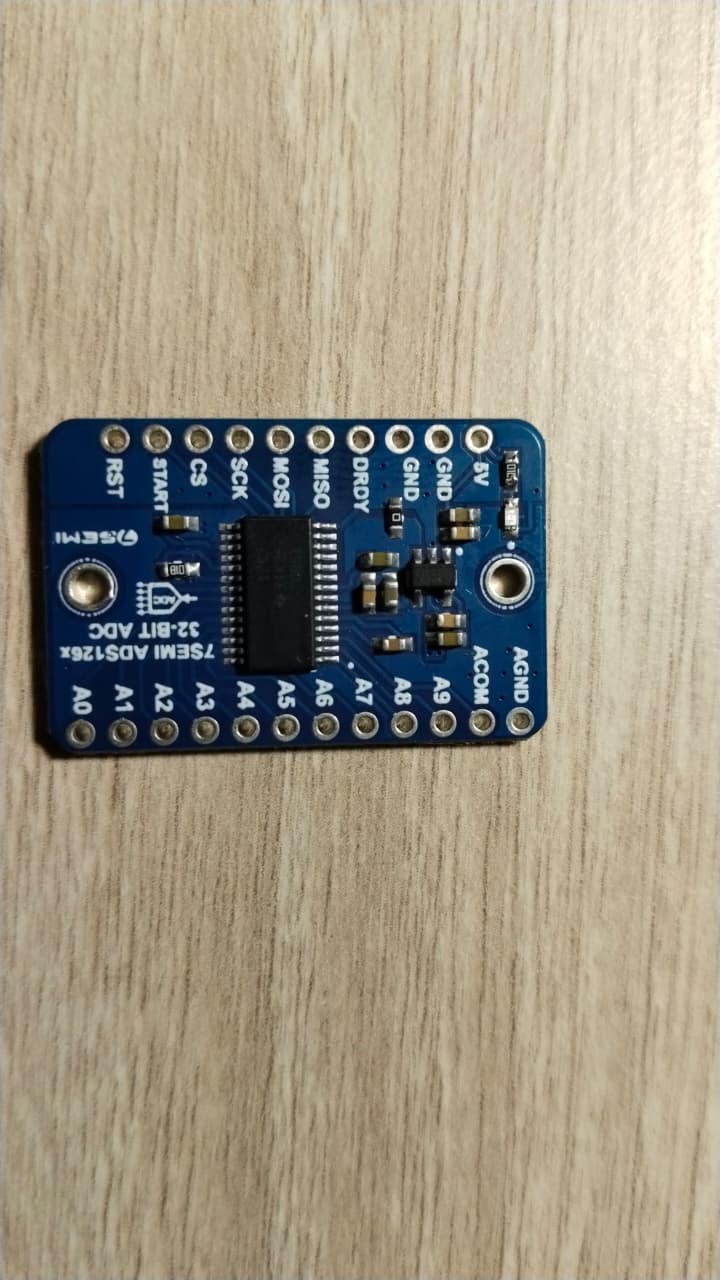 RST
START
CS
SCK
MOSI
MISO
DRDY
GND
GND
5V
7SEMI
ADC
32-BIT ADC
7SEMI ADS126x
A0
A1
A2
A3
A4
A5
A6
A7
A8
A9
ACOM
AGND